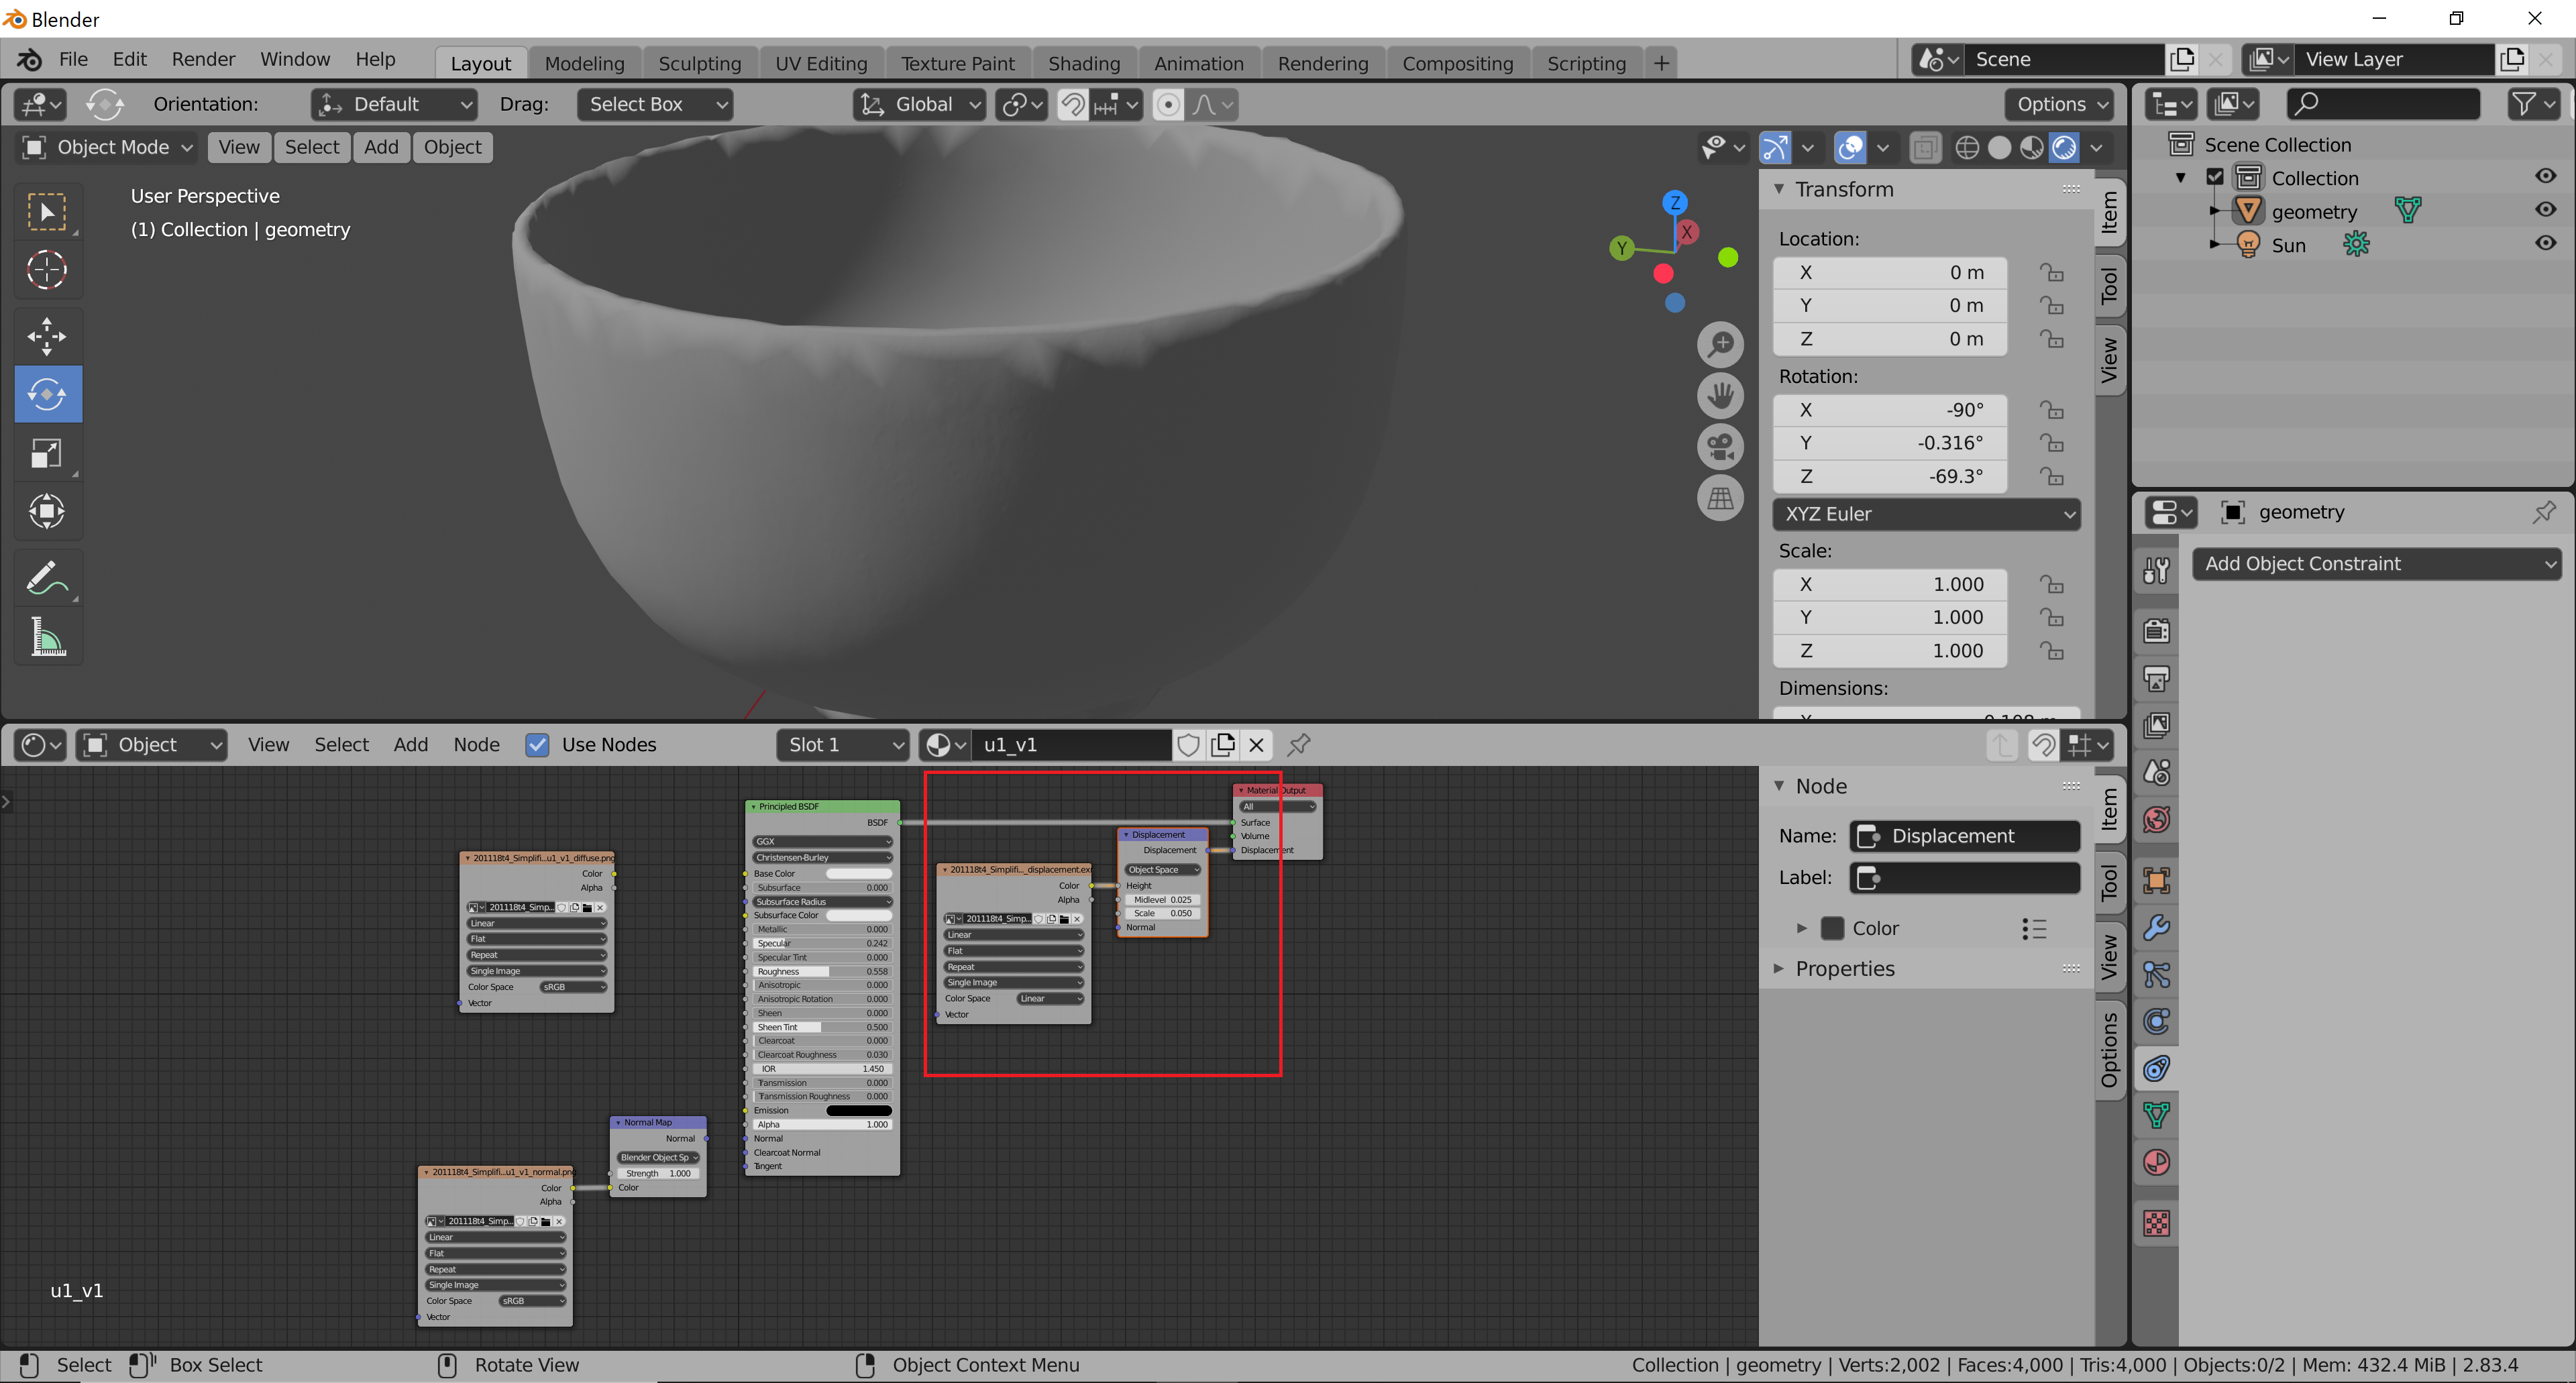 Blender
File Edit Render Window Help Layout Modeling Sculpting UV Editing Texture Paint Shading Animation Rendering Compositing Scripting + Scene View Layer
Orientation: Default Drag: Select Box Global Options
Object Mode View Select Add Object
User Perspective
(1) Collection | geometry
Z
X
Y
Transform
Location:
X 0 m
Y 0 m
Z 0 m
Rotation:
X -90°
Y -0.316°
Z -69.3°
XYZ Euler
Scale:
X 1.000
Y 1.000
Z 1.000
Dimensions:
Item
Tool
View
Scene Collection
Collection
geometry
Sun
geometry
Add Object Constraint
Object View Select Add Node Use Nodes Slot 1 u1_v1
201118t4_Simplifi...u1_v1_diffuse.png
Color
Alpha
201118t4_Simp...
Linear
Flat
Repeat
Single Image
Color Space sRGB
Vector
201118t4_Simplifi...u1_v1_normal.png
Color
Alpha
201118t4_Simp...
Linear
Flat
Repeat
Single Image
Color Space sRGB
Vector
Normal Map
Normal
Blender Object Sp
Strength 1.000
Color
Principled BSDF
BSDF
GGX
Christensen-Burley
Base Color
Subsurface 0.000
Subsurface Radius
Subsurface Color
Metallic 0.000
Specular 0.242
Specular Tint 0.000
Roughness 0.558
Anisotropic 0.000
Anisotropic Rotation 0.000
Sheen 0.000
Sheen Tint 0.500
Clearcoat 0.000
Clearcoat Roughness 0.030
IOR 1.450
Transmission 0.000
Transmission Roughness 0.000
Emission
Alpha 1.000
Normal
Clearcoat Normal
Tangent
201118t4_Simplifi..._displacement.exr
Color
Alpha
201118t4_Simp...
Linear
Flat
Repeat
Single Image
Color Space Linear
Vector
Displacement
Displacement
Object Space
Height
Midlevel 0.025
Scale 0.050
Normal
Material Output
All
Surface
Volume
Displacement
u1_v1
Node
Name: Displacement
Label:
Color
Properties
Item
Tool
View
Options
Select Box Select Rotate View Object Context Menu Collection | geometry | Verts:2,002 | Faces:4,000 | Tris:4,000 | Objects:0/2 | Mem: 432.4 MiB | 2.83.4